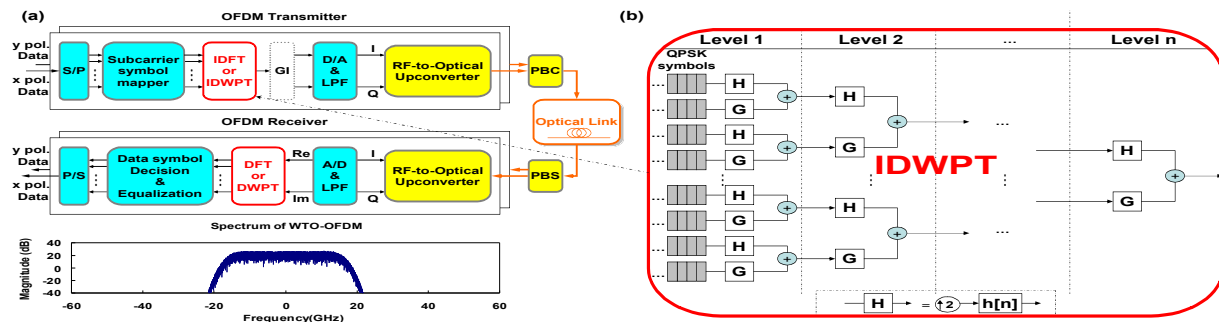 (a)
OFDM Transmitter
y pol.
Data
x pol.
Data
S/P
Subcarrier
symbol
mapper
IDFT
or
IDWPT
GI
D/A
&
LPF
I
Q
RF-to-Optical
Upconverter
PBC
Optical Link
OFDM Receiver
y pol.
Data
x pol.
Data
P/S
Data symbol
Decision
&
Equalization
DFT
or
DWPT
Re
Im
A/D
&
LPF
I
Q
RF-to-Optical
Upconverter
PBS
Spectrum of WTO-OFDM
Magnitude (dB)
40
20
0
-20
-40
-60
-40
-20
0
20
40
60
Frequency(GHz)
(b)
Level 1
Level 2
...
Level n
QPSK
symbols
... H
... G
+
... H
... G
+
H
G
+
...
... H
... G
+
... H
... G
+
H
G
+
...
IDWPT
...
H
G
+
H = 2 h[n]